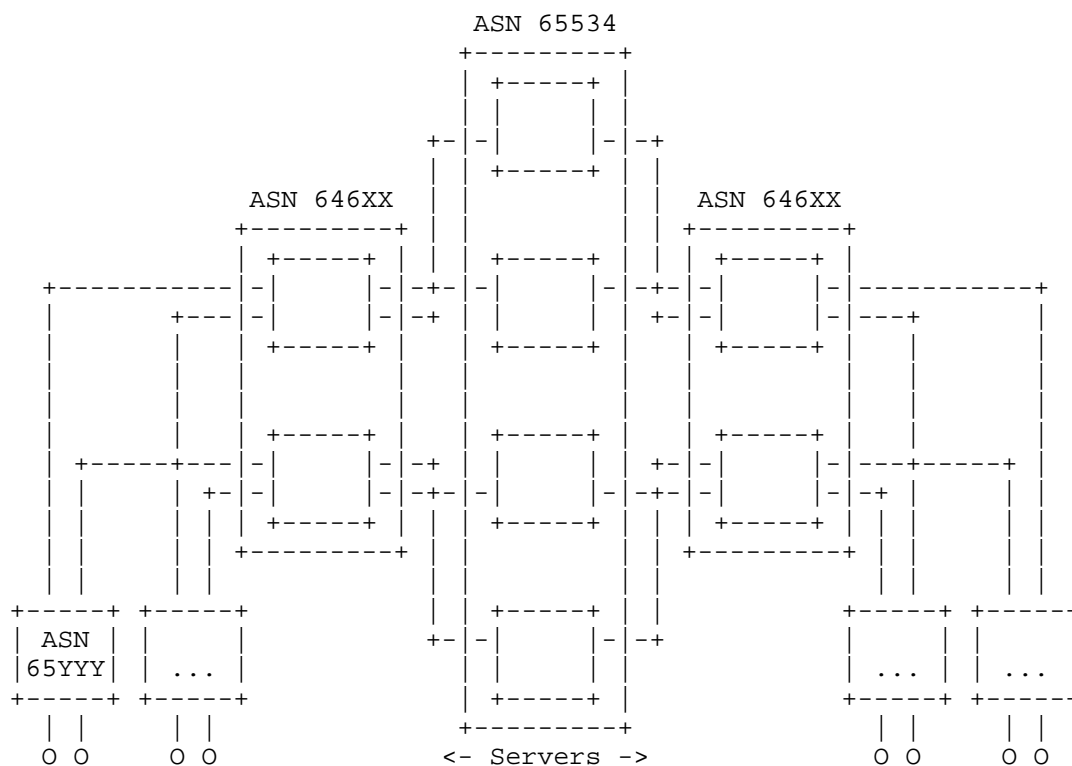 ASN 65534
ASN 646XX
ASN 646XX
ASN
65YYY
...
...
...
O O
O O
<- Servers ->
O O
O O